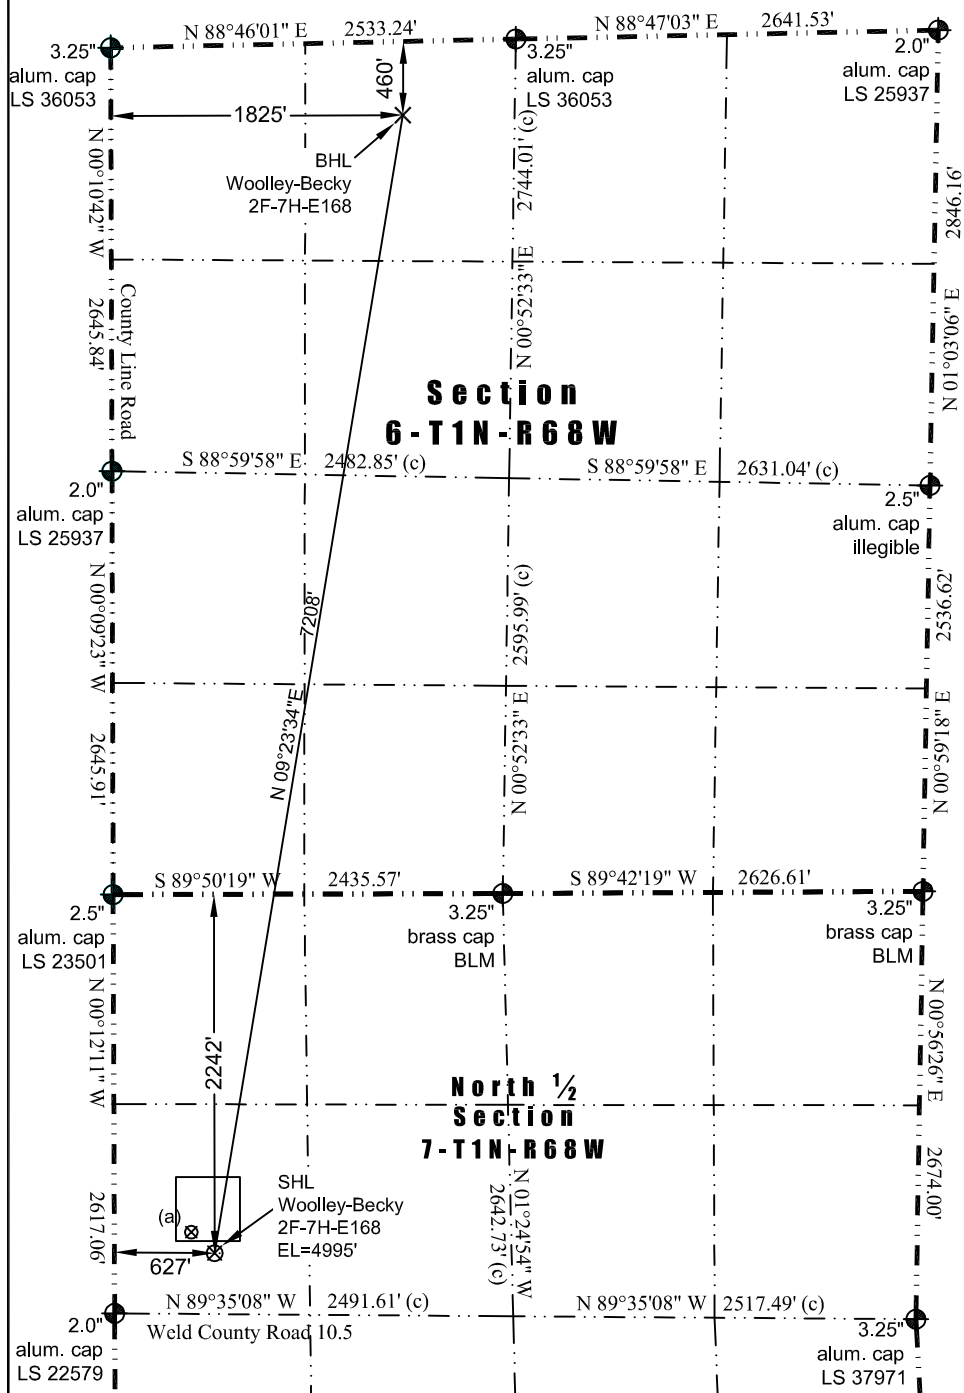 N 88°46'01" E 2533.24'
N 88°47'03" E 2641.53'
3.25"
alum. cap
LS 36053
3.25"
alum. cap
LS 36053
2.0"
alum. cap
LS 25937
460'
1825'
BHL
Woolley-Becky
2F-7H-E168
N 00°10'42" W 2645.84'
County Line Road
N 00°52'33" E 2744.01' (c)
N 01°03'06" E 2846.16'
Section
6-T1N-R68W
S 88°59'58" E 2482.85' (c)
S 88°59'58" E 2631.04' (c)
2.0"
alum. cap
LS 25937
2.5"
alum. cap
illegible
N 00°09'23" W 2645.91'
N 09°23'34"E 7208'
N 00°52'33" E 2595.99' (c)
N 00°59'18" E 2536.62'
S 89°50'19" W 2435.57'
S 89°42'19" W 2626.61'
2.5"
alum. cap
LS 23501
3.25"
brass cap
BLM
3.25"
brass cap
BLM
N 00°12'11" W 2617.06'
2242'
North ½
Section
7-T1N-R68W
N 00°56'26" E 2674.00'
N 01°24'54" W
2642.73' (c)
(a)
SHL
Woolley-Becky
2F-7H-E168
EL=4995'
627'
N 89°35'08" W 2491.61' (c)
N 89°35'08" W 2517.49' (c)
Weld County Road 10.5
2.0"
alum. cap
LS 22579
3.25"
alum. cap
LS 37971